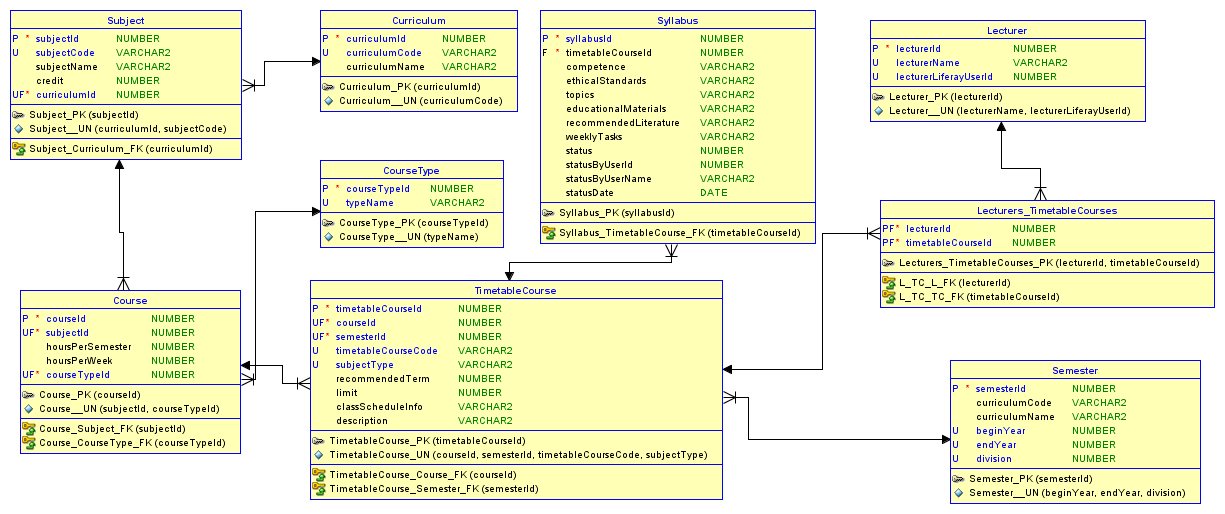 Subject
P * subjectId NUMBER
U subjectCode VARCHAR2
subjectName VARCHAR2
credit NUMBER
UF* curriculumId NUMBER
Subject_PK (subjectId)
Subject__UN (curriculumId, subjectCode)
Subject_Curriculum_FK (curriculumId)
Curriculum
P * curriculumId NUMBER
U curriculumCode VARCHAR2
curriculumName VARCHAR2
Curriculum_PK (curriculumId)
Curriculum__UN (curriculumCode)
CourseType
P * courseTypeId NUMBER
U typeName VARCHAR2
CourseType_PK (courseTypeId)
CourseType__UN (typeName)
Syllabus
P * syllabusId NUMBER
F * timetableCourseId NUMBER
competence VARCHAR2
ethicalStandards VARCHAR2
topics VARCHAR2
educationalMaterials VARCHAR2
recommendedLiterature VARCHAR2
weeklyTasks VARCHAR2
status NUMBER
statusByUserId NUMBER
statusByUserName VARCHAR2
statusDate DATE
Syllabus_PK (syllabusId)
Syllabus_TimetableCourse_FK (timetableCourseId)
Lecturer
P * lecturerId NUMBER
U lecturerName VARCHAR2
U lecturerLiferayUserId NUMBER
Lecturer_PK (lecturerId)
Lecturer__UN (lecturerName, lecturerLiferayUserId)
Lecturers_TimetableCourses
PF* lecturerId NUMBER
PF* timetableCourseId NUMBER
Lecturers_TimetableCourses_PK (lecturerId, timetableCourseId)
L_TC_L_FK (lecturerId)
L_TC_TC_FK (timetableCourseId)
Course
P * courseId NUMBER
UF* subjectId NUMBER
hoursPerSemester NUMBER
hoursPerWeek NUMBER
UF* courseTypeId NUMBER
Course_PK (courseId)
Course__UN (subjectId, courseTypeId)
Course_Subject_FK (subjectId)
Course_CourseType_FK (courseTypeId)
TimetableCourse
P * timetableCourseId NUMBER
UF* courseId NUMBER
UF* semesterId NUMBER
U timetableCourseCode VARCHAR2
U subjectType VARCHAR2
recommendedTerm NUMBER
limit NUMBER
classScheduleInfo VARCHAR2
description VARCHAR2
TimetableCourse_PK (timetableCourseId)
TimetableCourse_UN (courseId, semesterId, timetableCourseCode, subjectType)
TimetableCourse_Course_FK (courseId)
TimetableCourse_Semester_FK (semesterId)
Semester
P * semesterId NUMBER
curriculumCode VARCHAR2
curriculumName VARCHAR2
U beginYear NUMBER
U endYear NUMBER
U division NUMBER
Semester_PK (semesterId)
Semester__UN (beginYear, endYear, division)